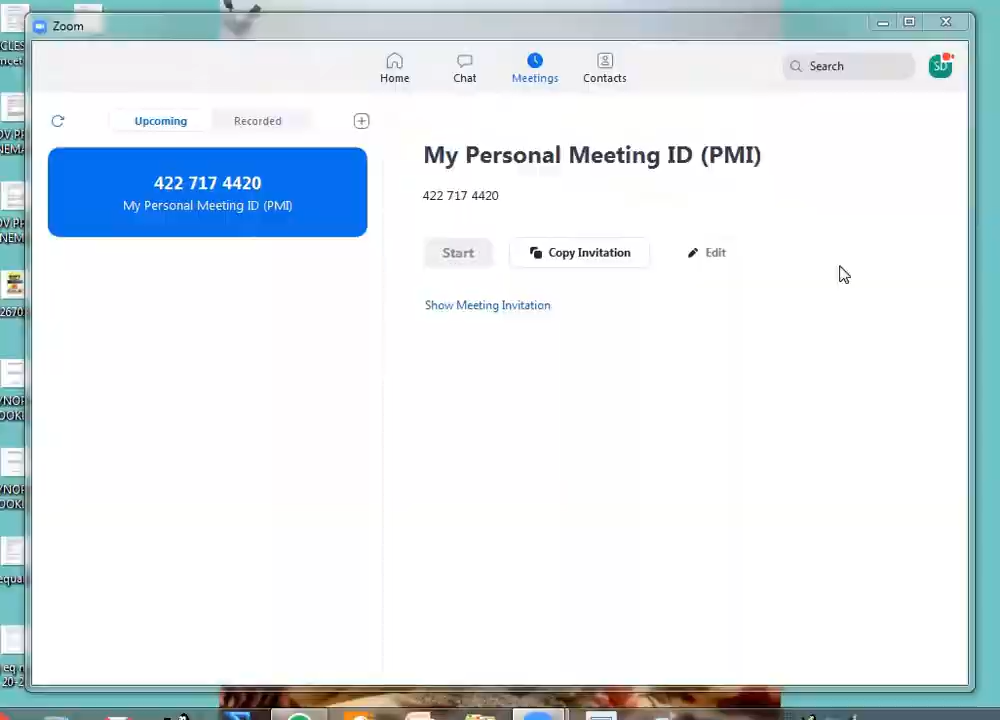 Zoom
Home
Chat
Meetings
Contacts
Search
SD
Upcoming
Recorded
422 717 4420
My Personal Meeting ID (PMI)
My Personal Meeting ID (PMI)
422 717 4420
Start
Copy Invitation
Edit
Show Meeting Invitation